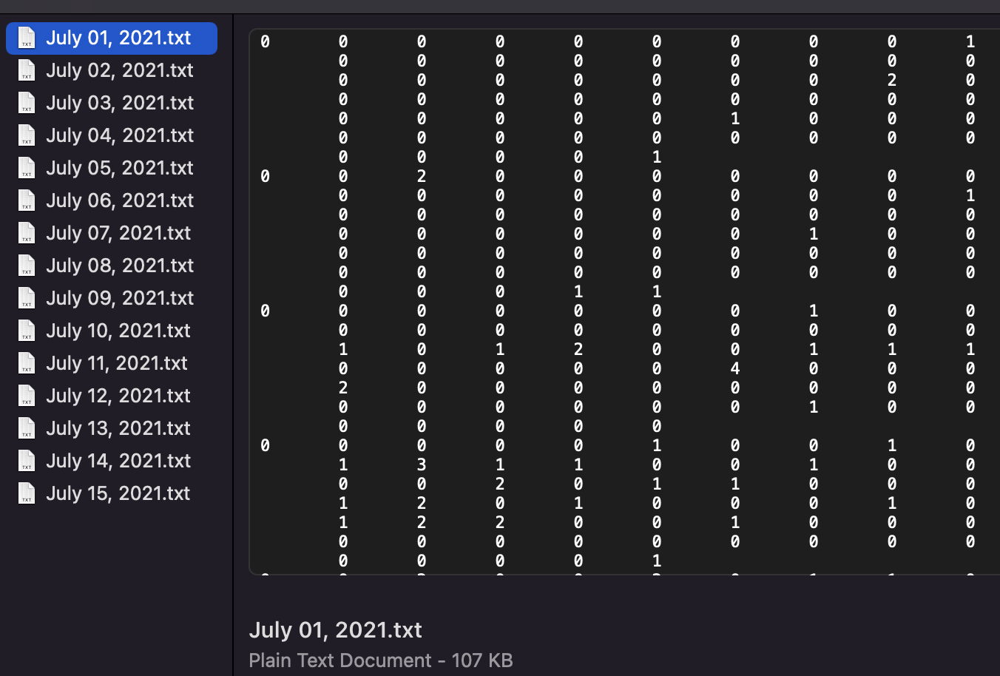 July 01, 2021.txt
July 02, 2021.txt
July 03, 2021.txt
July 04, 2021.txt
July 05, 2021.txt
July 06, 2021.txt
July 07, 2021.txt
July 08, 2021.txt
July 09, 2021.txt
July 10, 2021.txt
July 11, 2021.txt
July 12, 2021.txt
July 13, 2021.txt
July 14, 2021.txt
July 15, 2021.txt
0 0 0 0 0 0 0 0 0 1
0 0 0 0 0 0 0 0 0
0 0 0 0 0 0 0 2 0
0 0 0 0 0 0 0 0 0
0 0 0 0 0 1 0 0 0
0 0 0 0 0 0 0 0 0
0 0 0 0 1
0 0 2 0 0 0 0 0 0 0
0 0 0 0 0 0 0 0 1
0 0 0 0 0 0 0 0 0
0 0 0 0 0 0 1 0 0
0 0 0 0 0 0 0 0 0
0 0 0 0 0 0 0 0 0
0 0 0 1 1
0 0 0 0 0 0 0 1 0 0
0 0 0 0 0 0 0 0 0
1 0 1 2 0 0 1 1 1
0 0 0 0 0 4 0 0 0
2 0 0 0 0 0 0 0 0
0 0 0 0 0 0 1 0 0
0 0 0 0 0
0 0 0 0 0 1 0 0 1 0
1 3 1 1 0 0 1 0 0
0 0 2 0 1 1 0 0 0
1 2 0 1 0 0 0 1 0
1 2 2 0 0 1 0 0 0
0 0 0 0 0 0 0 0 0
0 0 0 0 1
July 01, 2021.txt
Plain Text Document - 107 KB